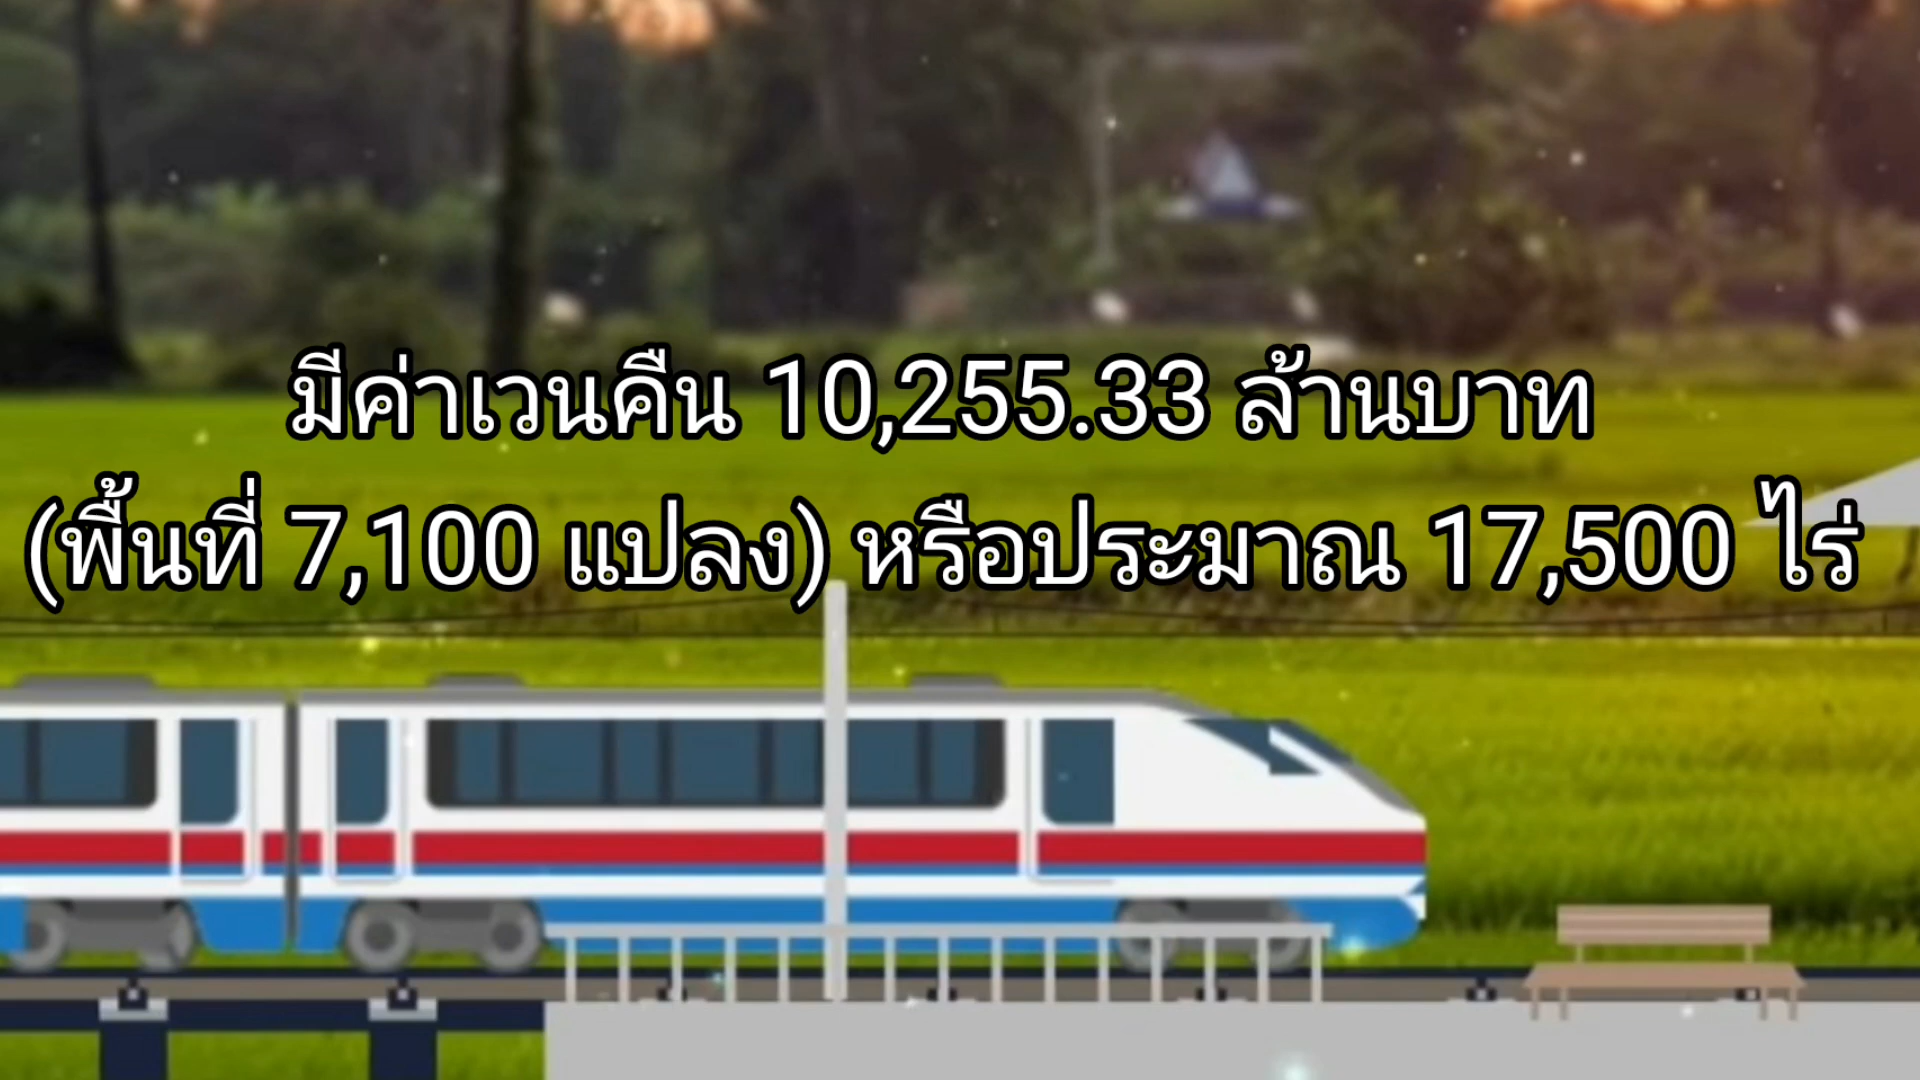 มีค่าเวนคืน 10,255.33 ล้านบาท
(พื้นที่ 7,100 แปลง) หรือประมาณ 17,500 ไร่